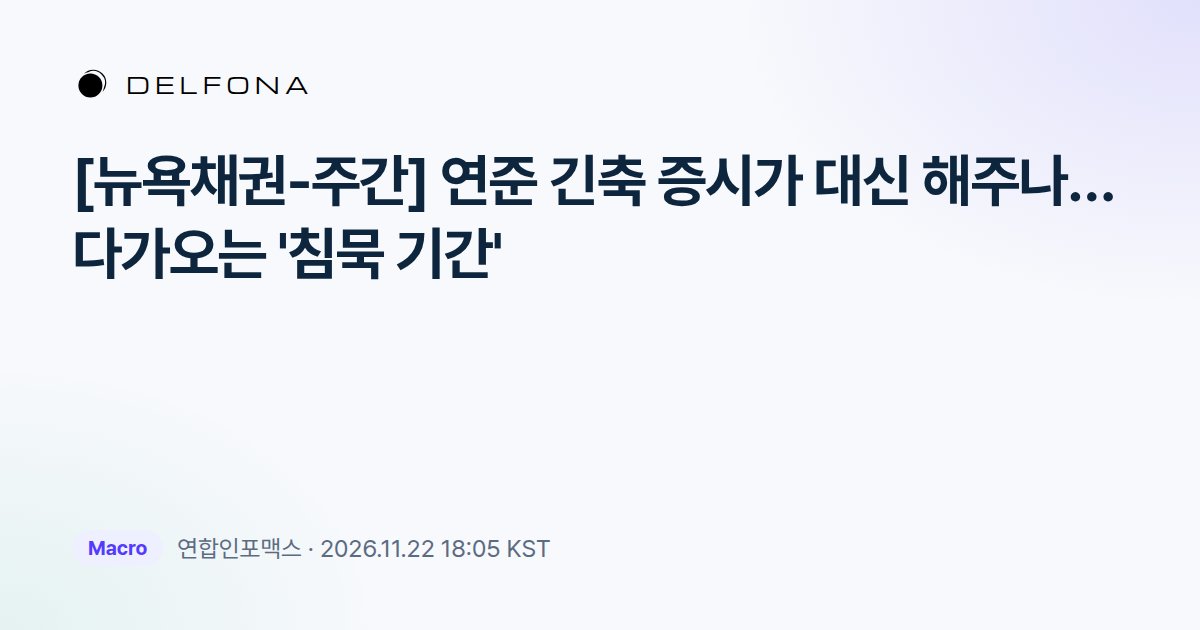 DELFONA
[뉴욕채권-주간] 연준 긴축 증시가 대신 해주나…
다가오는 '침묵 기간'
Macro 연합인포맥스 · 2026.11.22 18:05 KST